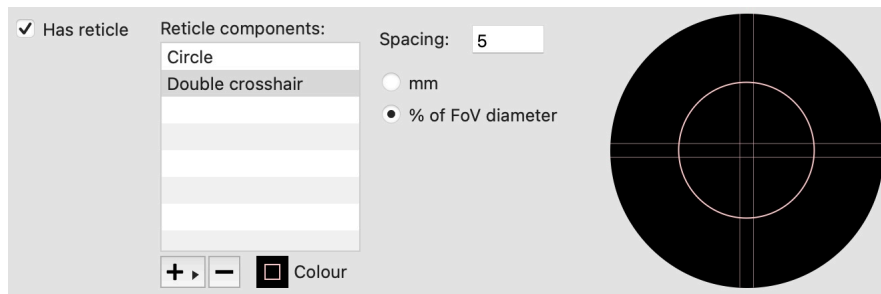 Has reticle
Reticle components:
Circle
Double crosshair
Colour
Spacing: 5
mm
% of FoV diameter